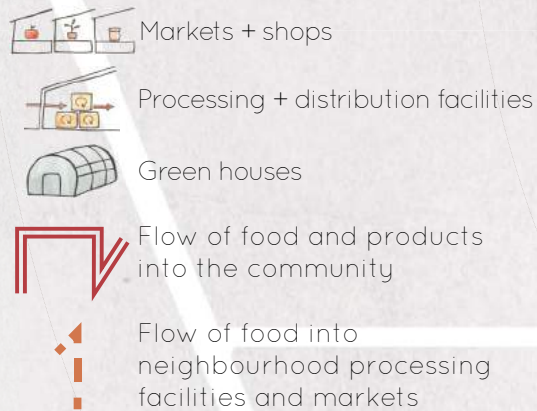 Markets + shops
Processing + distribution facilities
Green houses
Flow of food and products
into the community
Flow of food into
neighbourhood processing
facilities and markets